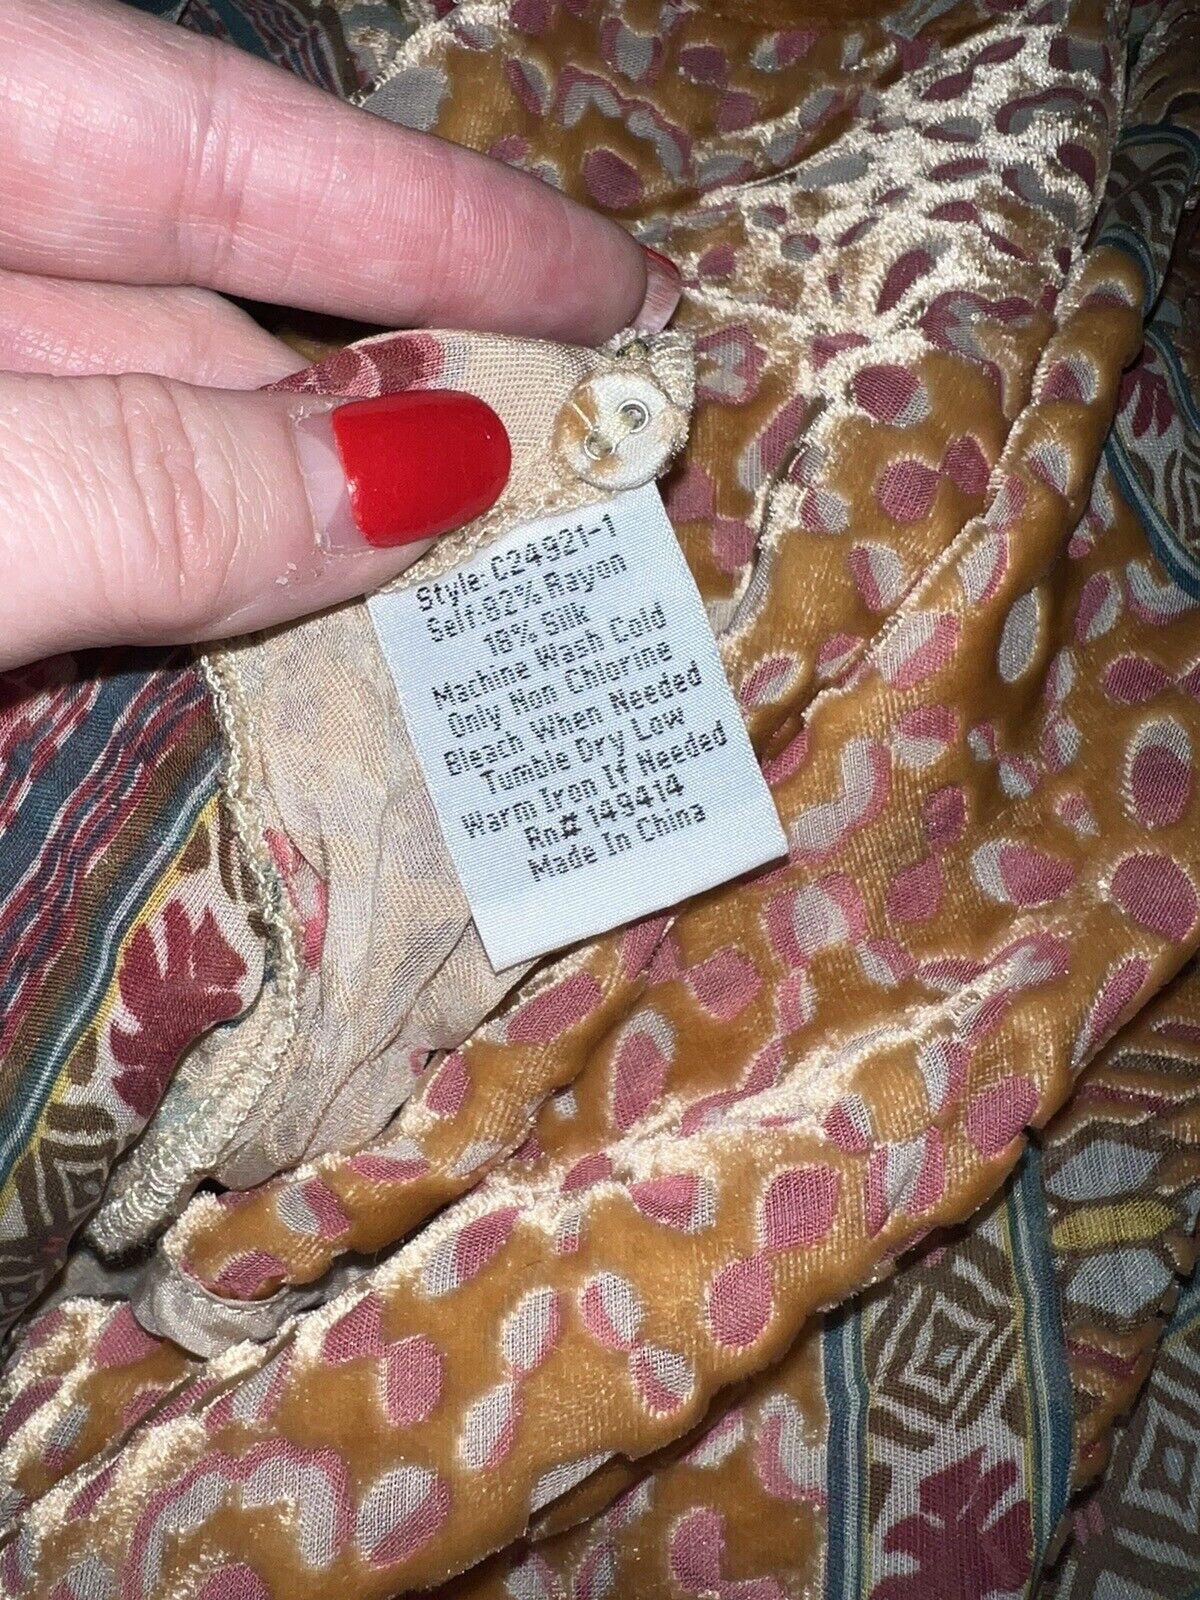 Style: C24921-1
Self-82% Rayon
18% Silk
Machine Wash Cold
Only Non Chlorine
Bleach When Needed
Tumble Dry Low
Warm Iron If Needed
Rn# 149414
Made In China